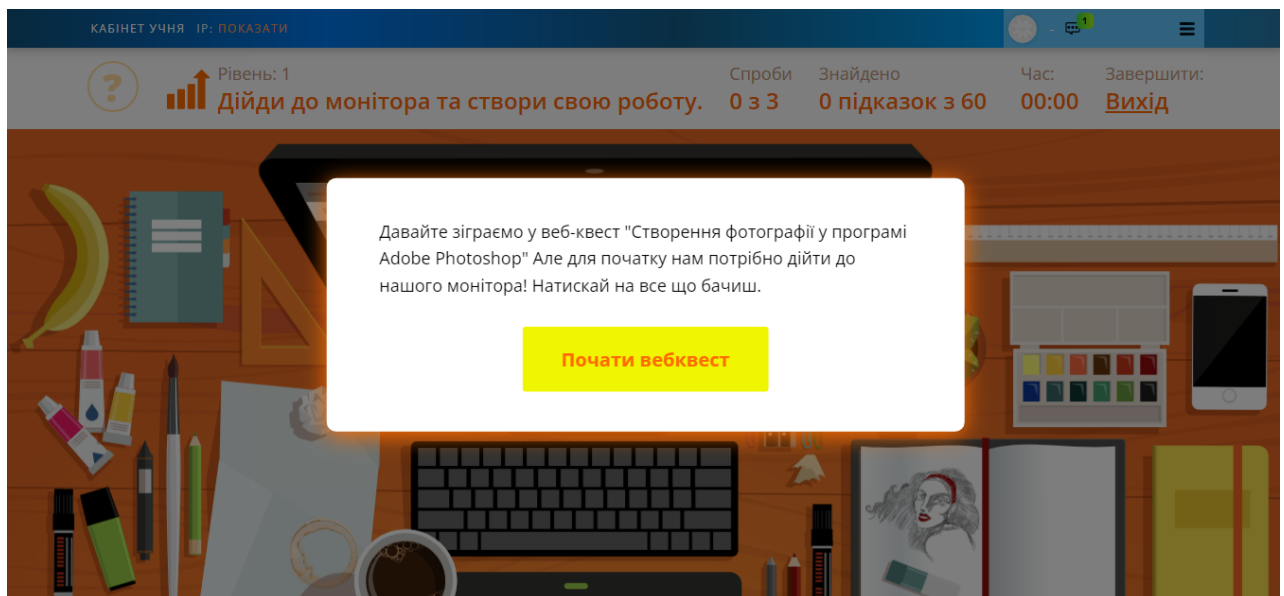 КАБІНЕТ УЧНЯ IP: ПОКАЗАТИ
- 1
?
Рівень: 1
Дійди до монітора та створи свою роботу.
Спроби
0 з 3
Знайдено
0 підказок з 60
Час:
00:00
Завершити:
Вихід
Давайте зіграємо у веб-квест "Створення фотографії у програмі
Adobe Photoshop" Але для початку нам потрібно дійти до
нашого монітора! Натискай на все що бачиш.
Почати вебквест